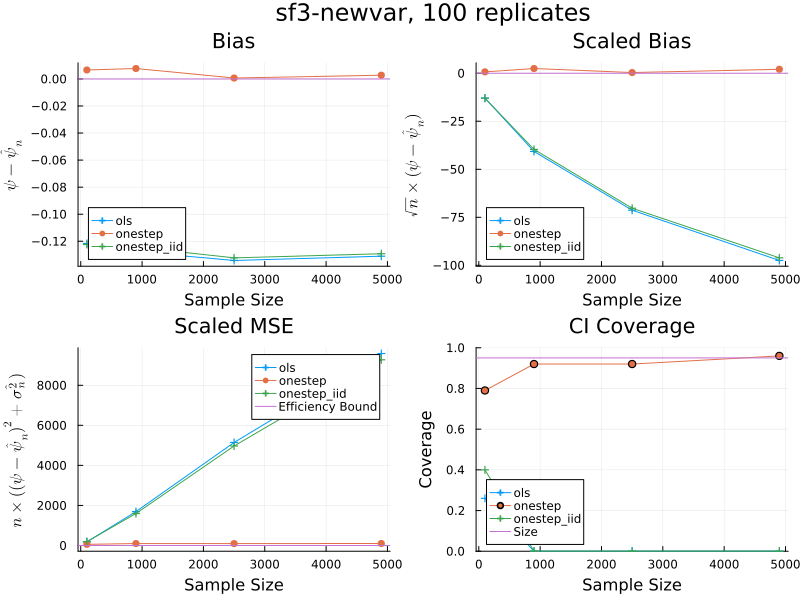 sf3-newvar, 100 replicates
Bias
ψ − ψ̂ₙ
0.00
−0.02
−0.04
−0.06
−0.08
−0.10
−0.12
ols
onestep
onestep_iid
0 1000 2000 3000 4000 5000
Sample Size
Scaled Bias
√n × (ψ − ψ̂ₙ)
0
−25
−50
−75
−100
ols
onestep
onestep_iid
0 1000 2000 3000 4000 5000
Sample Size
Scaled MSE
n × ((ψ − ψ̂ₙ)² + σₙ²)
8000
6000
4000
2000
0
ols
onestep
onestep_iid
Efficiency Bound
0 1000 2000 3000 4000 5000
Sample Size
CI Coverage
Coverage
1.0
0.8
0.6
0.4
0.2
0.0
ols
onestep
onestep_iid
Size
0 1000 2000 3000 4000 5000
Sample Size